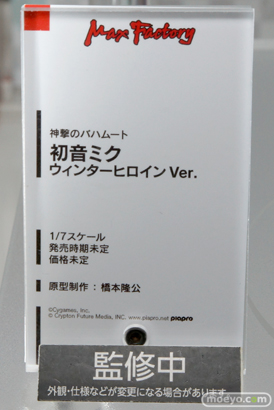 Max Factory
神撃のバハムート
初音ミク
ウィンターヒロイン Ver.
1/7スケール
発売時期未定
価格未定
原型制作：橋本隆公
©Cygames, Inc.
© Crypton Future Media, INC. www.piapro.net piapro
監修中
外観・仕様などが変更になる場合があります
moeyo.com